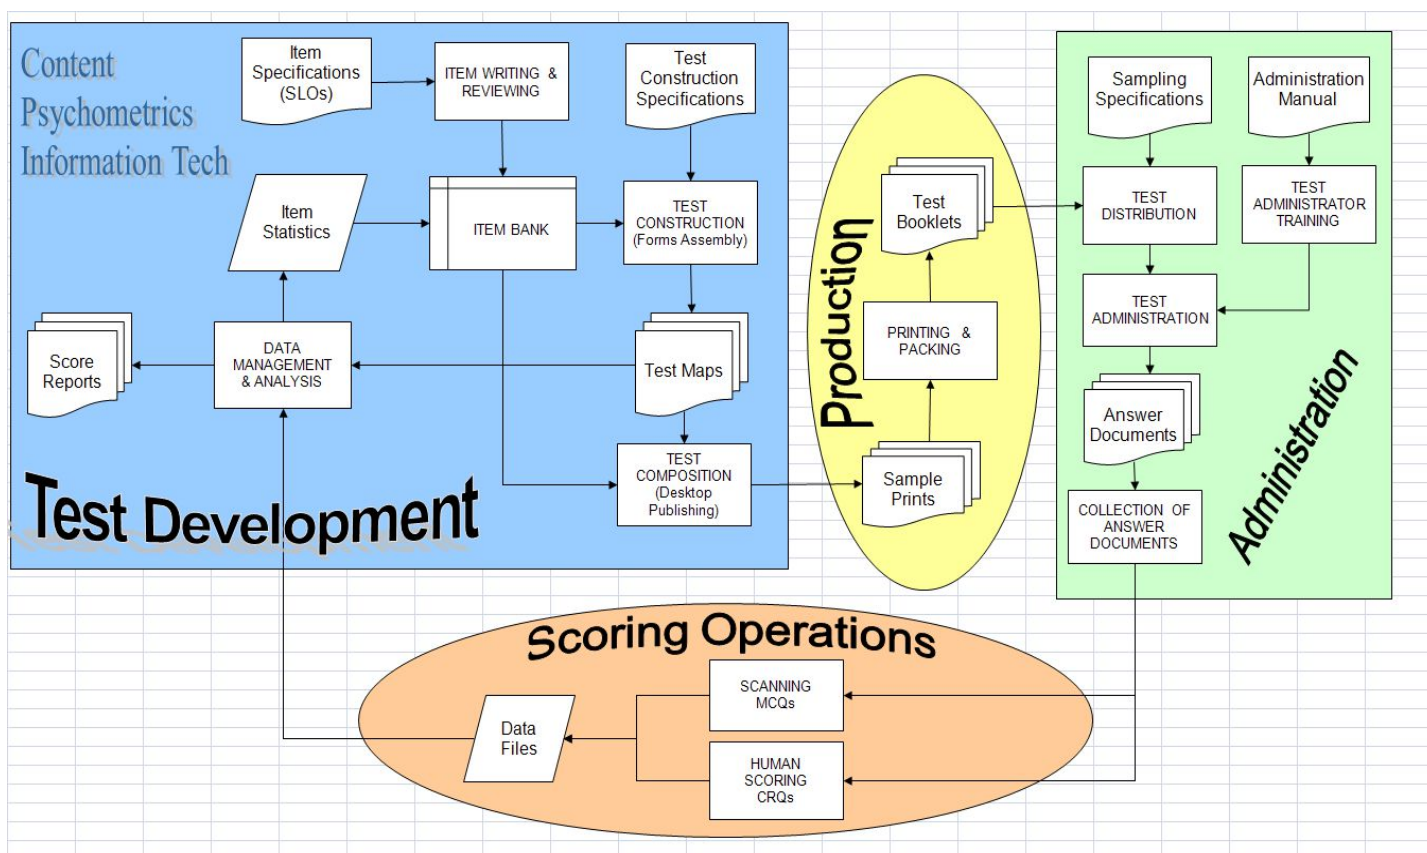 Content
Psychometrics
Information Tech
Item
Specifications
(SLOs)
ITEM WRITING &
REVIEWING
Test
Construction
Specifications
Item
Statistics
ITEM BANK
TEST
CONSTRUCTION
(Forms Assembly)
Score
Reports
DATA
MANAGEMENT
& ANALYSIS
Test Maps
TEST
COMPOSITION
(Desktop
Publishing)
Test Development
Production
Test
Booklets
PRINTING &
PACKING
Sample
Prints
Sampling
Specifications
Administration
Manual
TEST
DISTRIBUTION
TEST
ADMINISTRATOR
TRAINING
TEST
ADMINISTRATION
Answer
Documents
COLLECTION OF
ANSWER
DOCUMENTS
Administration
Scoring Operations
SCANNING
MCQs
Data
Files
HUMAN
SCORING
CRQs